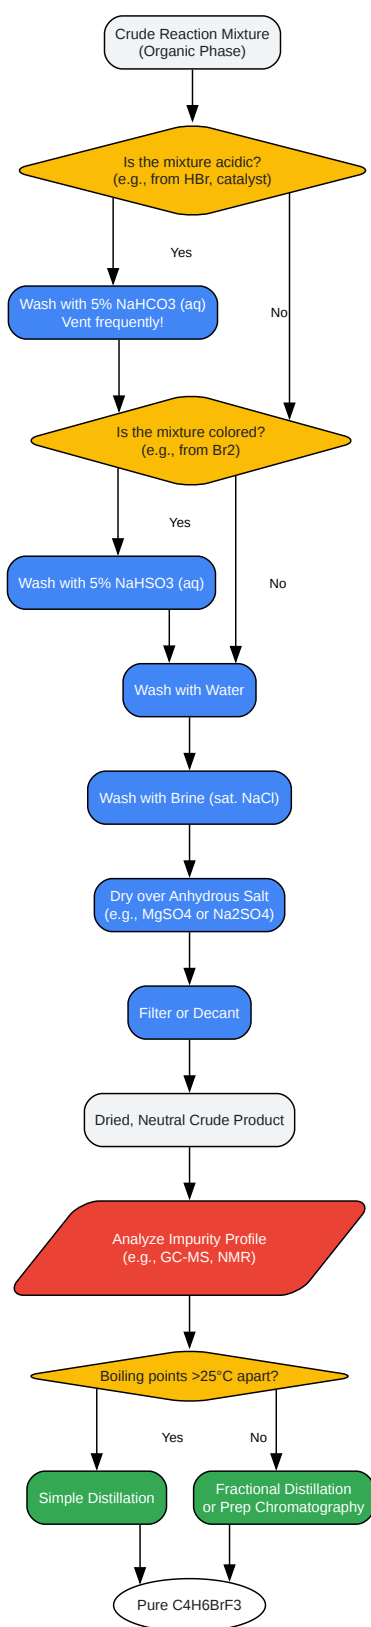 Crude Reaction Mixture
(Organic Phase)
Is the mixture acidic?
(e.g., from HBr, catalyst)
Yes
Wash with 5% NaHCO3 (aq)
Vent frequently!
No
Is the mixture colored?
(e.g., from Br2)
Yes
Wash with 5% NaHSO3 (aq)
No
Wash with Water
Wash with Brine (sat. NaCl)
Dry over Anhydrous Salt
(e.g., MgSO4 or Na2SO4)
Filter or Decant
Dried, Neutral Crude Product
Analyze Impurity Profile
(e.g., GC-MS, NMR)
Boiling points >25°C apart?
Yes
No
Simple Distillation
Fractional Distillation
or Prep Chromatography
Pure C4H6BrF3